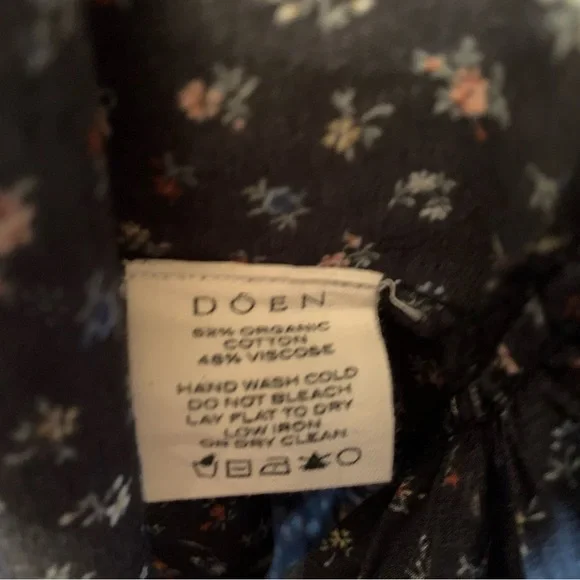 DÔEN
52% ORGANIC
COTTON
48% VISCOSE
HAND WASH COLD
DO NOT BLEACH
LAY FLAT TO DRY
LOW IRON
OR DRY CLEAN